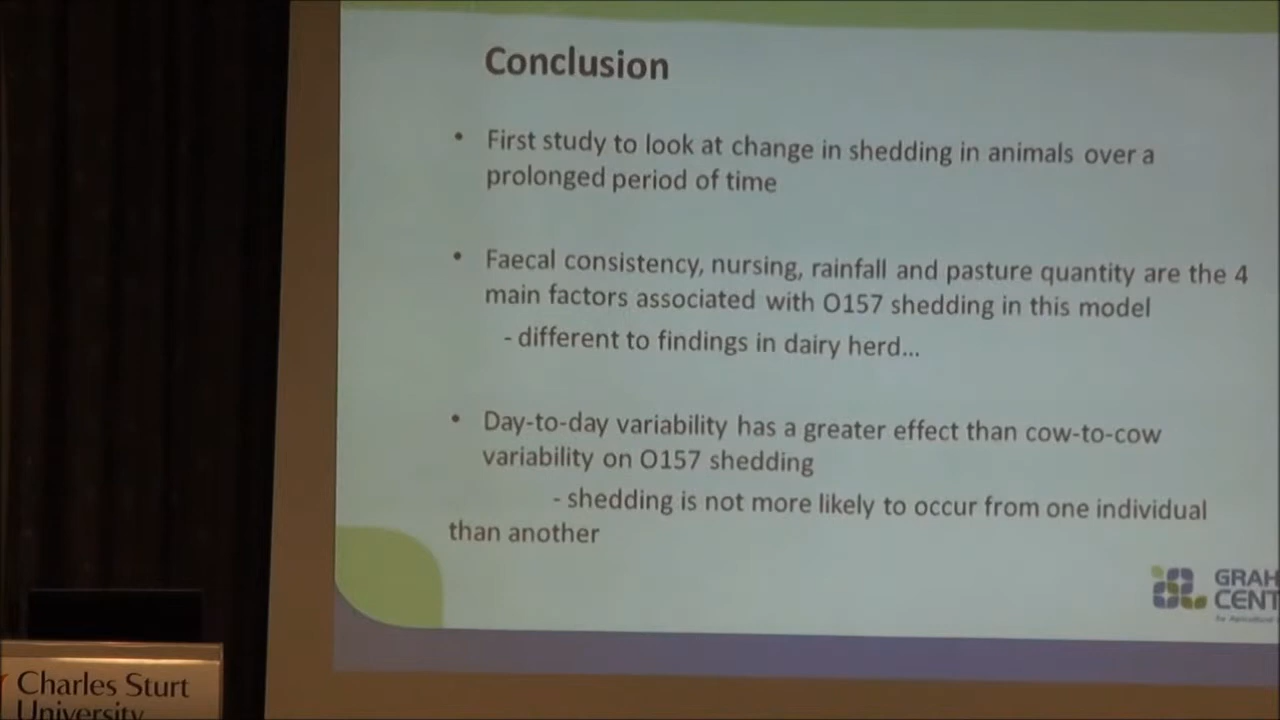 Conclusion
• First study to look at change in shedding in animals over a
prolonged period of time
• Faecal consistency, nursing, rainfall and pasture quantity are the 4
main factors associated with O157 shedding in this model
- different to findings in dairy herd...
• Day-to-day variability has a greater effect than cow-to-cow
variability on O157 shedding
- shedding is not more likely to occur from one individual
than another
GRAH
CENT
Charles Sturt
University